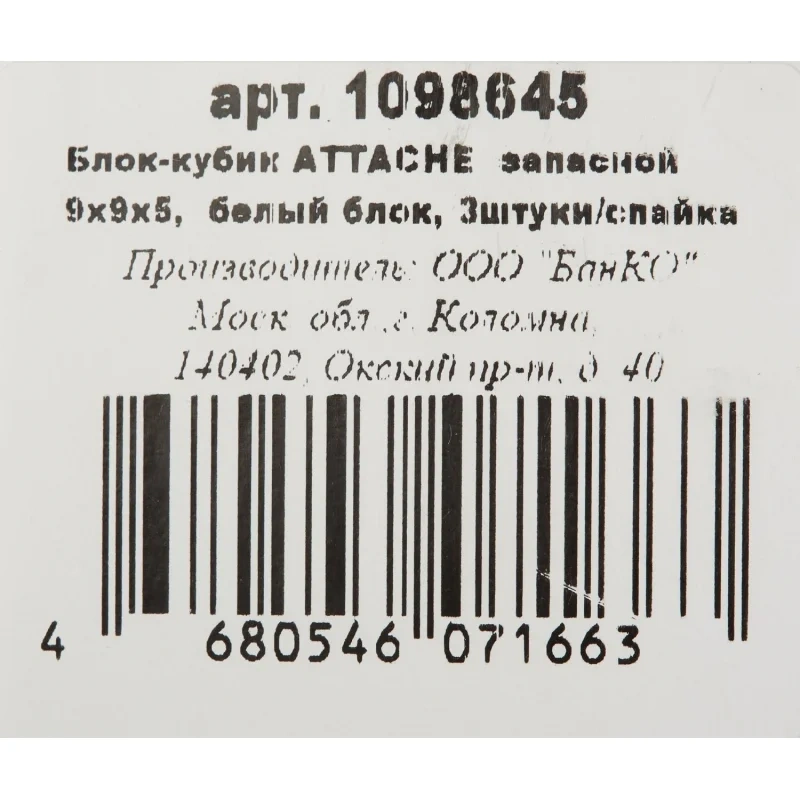 арт. 1098645
Блок-кубик ATTACHE запасной
9х9х5, белый блок, 3штуки/спайка
Производитель: ООО "БанКО"
Моск. обл., г. Коломна,
140402, Окский пр-т, д. 40
4 680546 071663